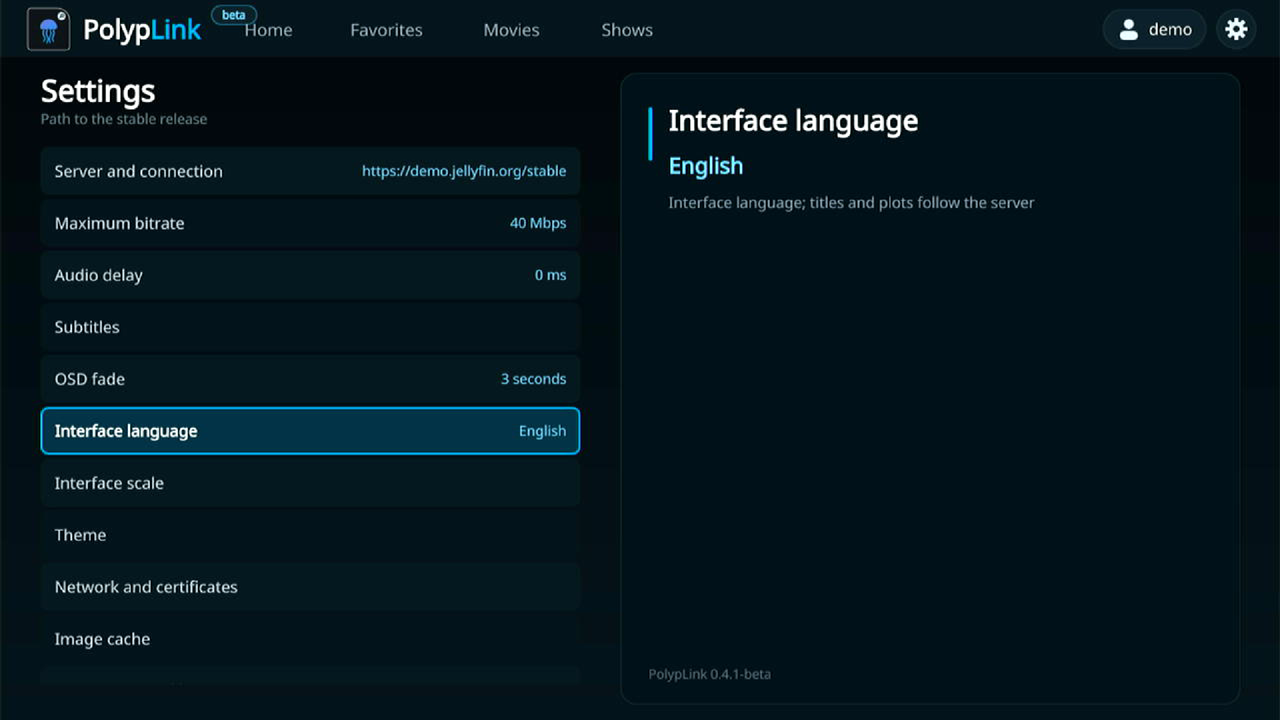 PolypLink beta
Home
Favorites
Movies
Shows
demo
Settings
Path to the stable release
Server and connection https://demo.jellyfin.org/stable
Maximum bitrate 40 Mbps
Audio delay 0 ms
Subtitles
OSD fade 3 seconds
Interface language English
Interface scale
Theme
Network and certificates
Image cache
Interface language
English
Interface language; titles and plots follow the server
PolypLink 0.4.1-beta